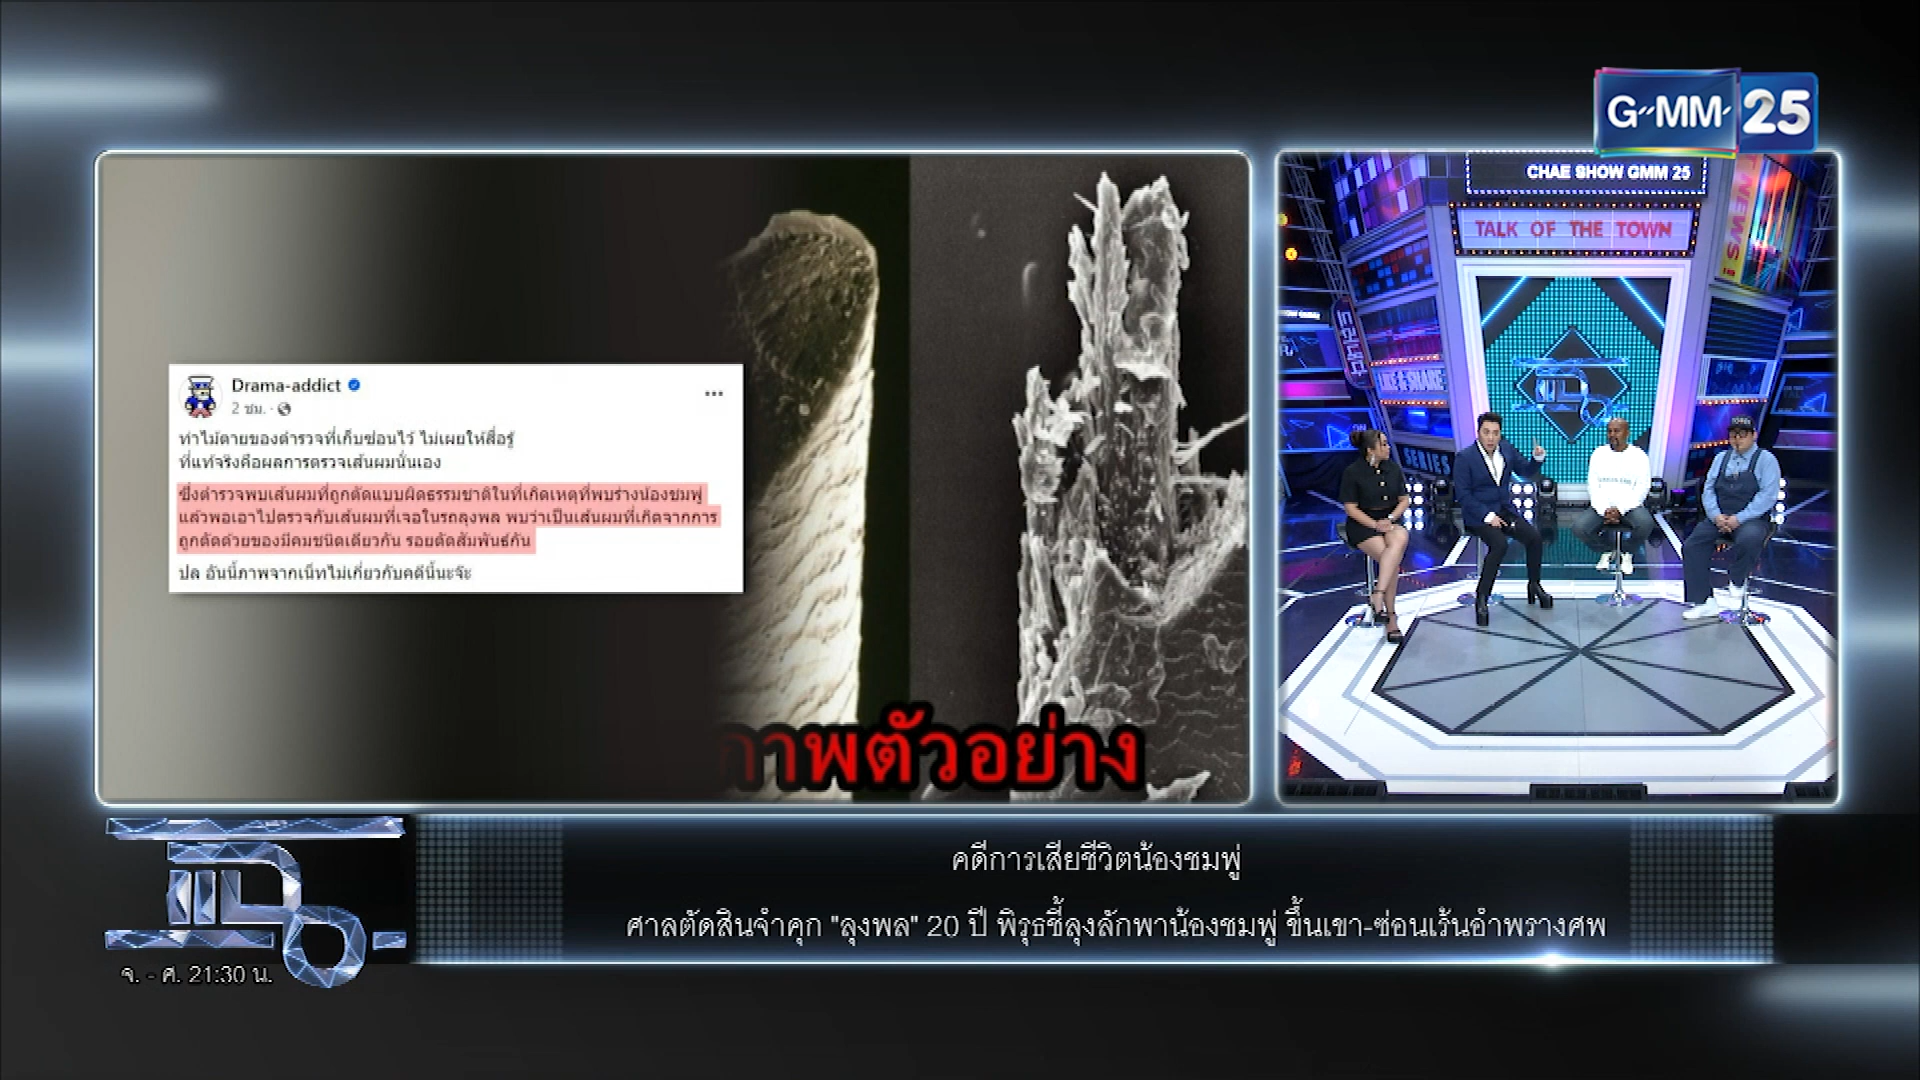 G"MM' 25
CHAE SHOW GMM 25
TALK OF THE TOWN
NEWS
LIKE & SHARE
SERIES
Drama-addict
2 ชม. ·
ท่าไม้ตายของตำรวจที่เก็บซ่อนไว้ ไม่เผยให้สื่อรู้
ที่แท้จริงคือผลการตรวจเส้นผมนั่นเอง
ซึ่งตำรวจพบเส้นผมที่ถูกตัดแบบผิดธรรมชาติในที่เกิดเหตุที่พบร่างน้องชมพู่
แล้วพอเอาไปตรวจกับเส้นผมที่เจอในรถลุงพล พบว่าเป็นเส้นผมที่เกิดจากการ
ถูกตัดด้วยของมีคมชนิดเดียวกัน รอยตัดสัมพันธ์กัน
ปล อันนี้ภาพจากเน็ทไม่เกี่ยวกับคดีนี้นะจ๊ะ
ภาพตัวอย่าง
แฉ
จ. - ศ. 21:30 น.
คดีการเสียชีวิตน้องชมพู่
ศาลตัดสินจำคุก "ลุงพล" 20 ปี พิรุธชี้ลุงลักพาน้องชมพู่ ขึ้นเขา-ซ่อนเร้นอำพรางศพ